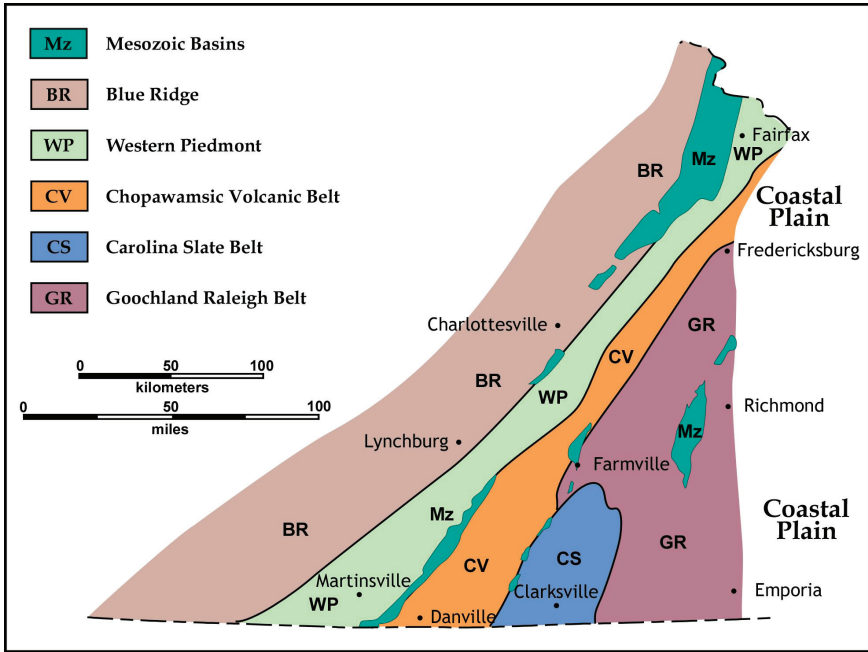 Mz Mesozoic Basins
BR Blue Ridge
WP Western Piedmont
CV Chopawamsic Volcanic Belt
CS Carolina Slate Belt
GR Goochland Raleigh Belt
0 50 100
kilometers
0 50 100
miles
Fairfax
Mz
WP
BR
Coastal
Plain
Fredericksburg
Charlottesville
GR
CV
BR
WP
Richmond
Lynchburg
Mz
Farmville
Mz
Coastal
Plain
BR
GR
CS
CV
Martinsville
WP
Clarksville
Emporia
Danville